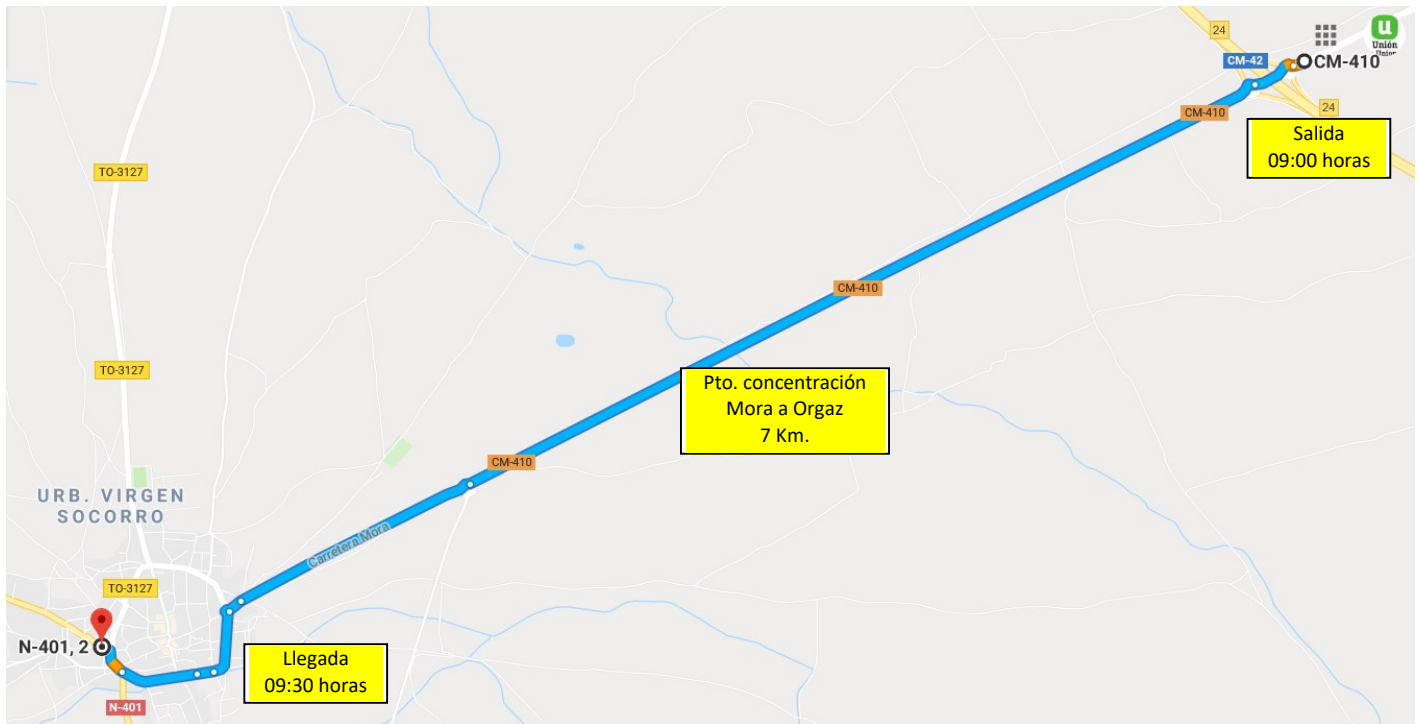 24
Unión
CM-42
CM-410
CM-410
24
Salida
09:00 horas
TO-3127
CM-410
TO-3127
Pto. concentración
Mora a Orgaz
7 Km.
CM-410
URB. VIRGEN
SOCORRO
Carretera Mora
TO-3127
N-401, 2
Llegada
09:30 horas
N-401